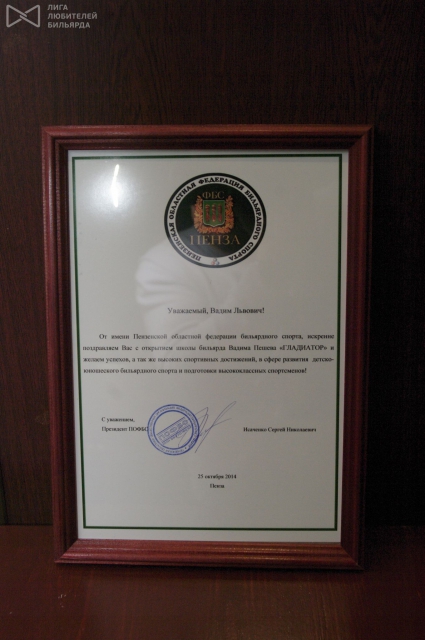 ЛИГА
ЛЮБИТЕЛЕЙ
БИЛЬЯРДА
ПЕНЗЕНСКАЯ ОБЛАСТНАЯ ФЕДЕРАЦИЯ БИЛЬЯРДНОГО СПОРТА
ФБС
ПЕНЗА
Уважаемый, Вадим Львович!
От имени Пензенской областной федерации бильярдного спорта, искренне
поздравляем Вас с открытием школы бильярда Вадима Пешева «ГЛАДИАТОР» и
желаем успехов, а так же высоких спортивных достижений, в сфере развития детско-
юношеского бильярдного спорта и подготовки высококлассных спортсменов!
С уважением,
Президент ПОФБС
Сергей Николаевич
23 октября 2014
Пенза